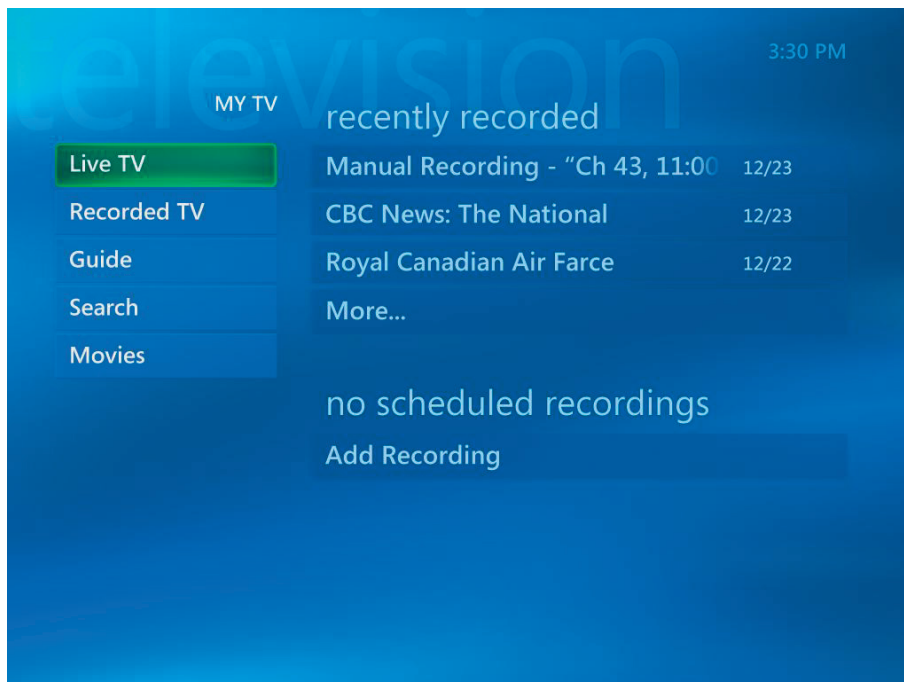 television
3:30 PM
MY TV
Live TV
Recorded TV
Guide
Search
Movies
recently recorded
Manual Recording - “Ch 43, 11:00 12/23
CBC News: The National 12/23
Royal Canadian Air Farce 12/22
More...
no scheduled recordings
Add Recording